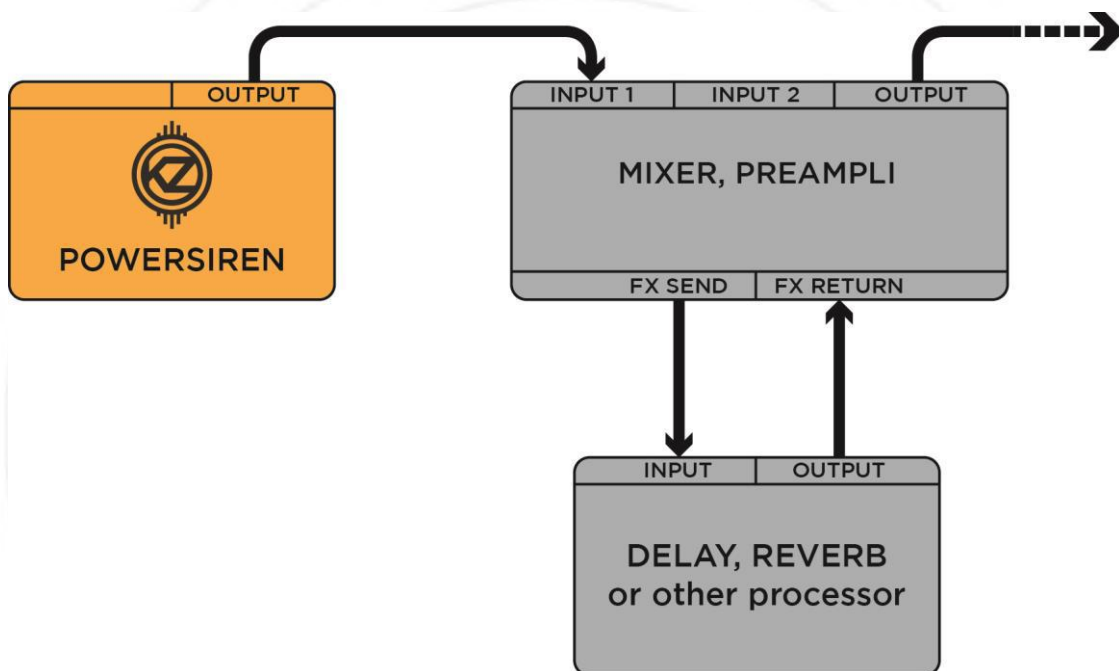 OUTPUT
KZ
POWERSIREN
INPUT 1
INPUT 2
OUTPUT
MIXER, PREAMPLI
FX SEND
FX RETURN
INPUT
OUTPUT
DELAY, REVERB
or other processor